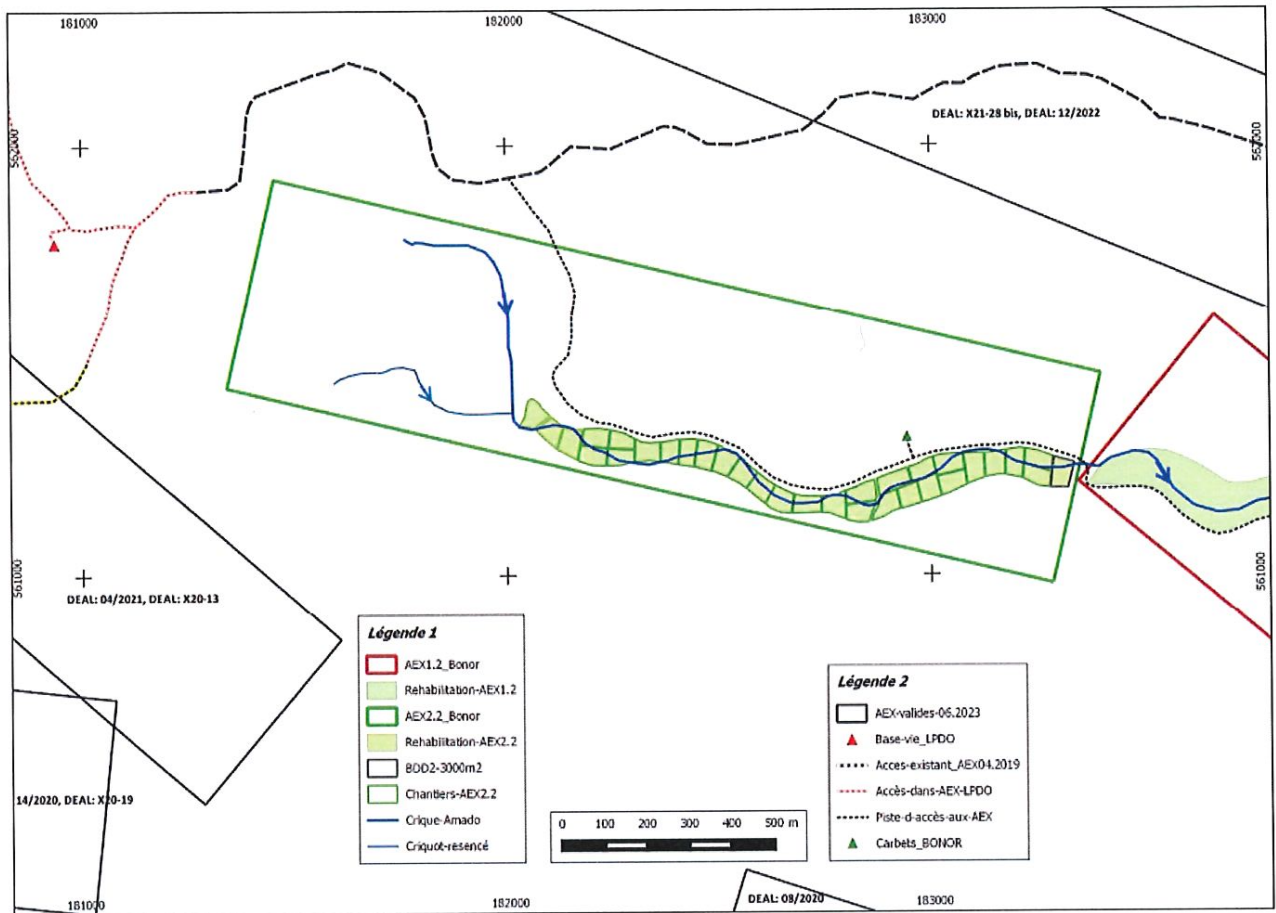 181000
182000
183000
562000
562000
DEAL: X21-28 bis, DEAL: 12/2022
561000
561000
DEAL: 04/2021, DEAL: X20-13
14/2020, DEAL: X20-19
Légende 1
AEX1.2_Bonor
Rehabilitation-AEX1.2
AEX2.2_Bonor
Rehabilitation-AEX2.2
BDD2-3000m2
Chantiers-AEX2.2
Crique-Amado
Criquot-resencé
0 100 200 300 400 500 m
Légende 2
AEX-valides-06.2023
Base-vie_LPDO
Acces-existant_AEX04.2019
Accès-dans-AEX-LPDO
Piste-d-accès-aux-AEX
Carbets_BONOR
DEAL: 08/2020
181000
182000
183000